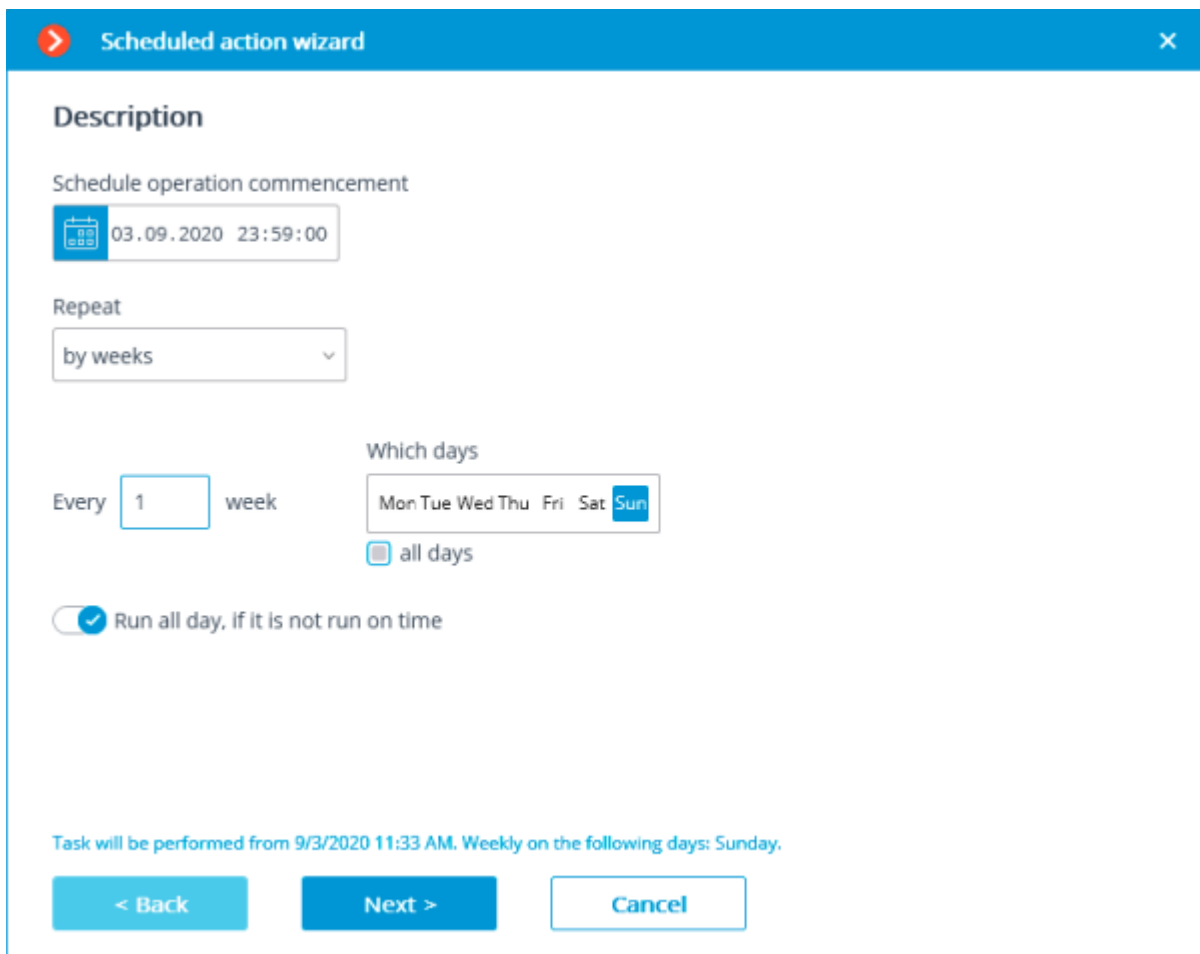 Scheduled action wizard
Description
Schedule operation commencement
03.09.2020 23:59:00
Repeat
by weeks
Which days
Every 1 week
Mon Tue Wed Thu Fri Sat Sun
all days
Run all day, if it is not run on time
Task will be performed from 9/3/2020 11:33 AM. Weekly on the following days: Sunday.
< Back Next > Cancel